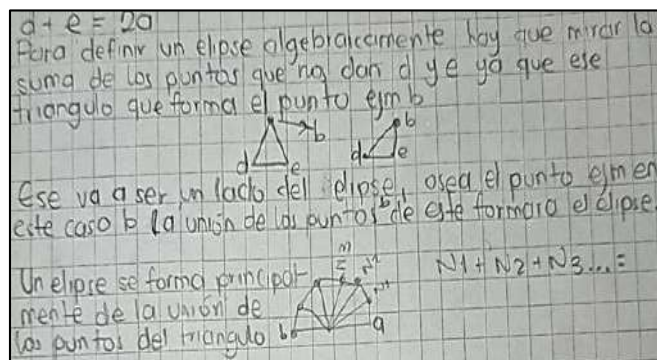 d + e = 20
Para definir un elipse algebraicamente hay que mirar la
suma de los puntos que no dan d y e ya que ese
triangulo que forma el punto ejm b
b
d e
b
d e
Ese va a ser un lado del elipse, osea el punto ejm en
este caso b la unión de los puntos b de este formara el elipse.
Un elipse se forma principal-
mente de la unión de
los puntos del triangulo
b a
N1 + N2 + N3... =